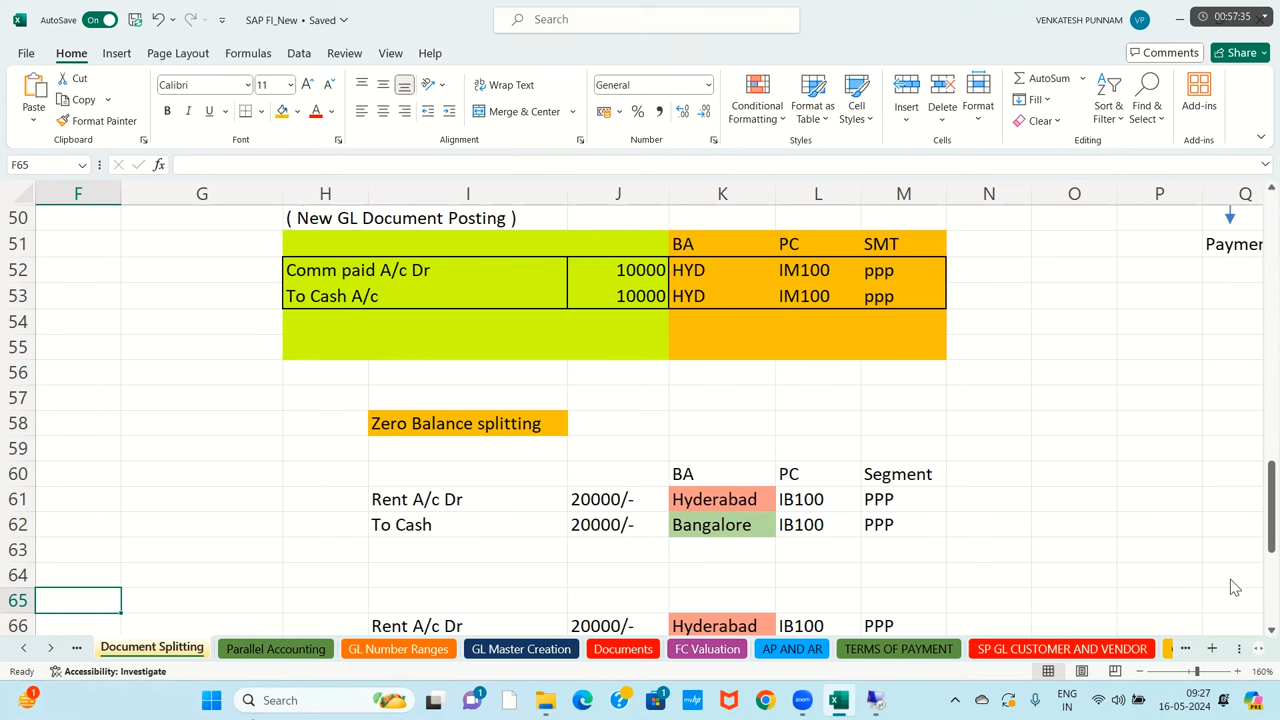 AutoSave On SAP FI_New • Saved Search VENKATESH PUNNAM VP 00:57:35
File Home Insert Page Layout Formulas Data Review View Help Comments Share
Paste Cut Copy Format Painter Clipboard
Calibri 11 B I U Font
Wrap Text Merge & Center Alignment
General Number
Conditional Formatting Format as Table Cell Styles Styles
Insert Delete Format Cells
AutoSum Fill Clear Sort & Filter Find & Select Editing
Add-ins Add-ins
F65 fx
F G H I J K L M N O P Q
50 ( New GL Document Posting )
51 BA PC SMT Paymer
52 Comm paid A/c Dr 10000 HYD IM100 ppp
53 To Cash A/c 10000 HYD IM100 ppp
54
55
56
57
58 Zero Balance splitting
59
60 BA PC Segment
61 Rent A/c Dr 20000/- Hyderabad IB100 PPP
62 To Cash 20000/- Bangalore IB100 PPP
63
64
65
66 Rent A/c Dr Hyderabad IB100 PPP
Document Splitting Parallel Accounting GL Number Ranges GL Master Creation Documents FC Valuation AP AND AR TERMS OF PAYMENT SP GL CUSTOMER AND VENDOR
Ready Accessibility: Investigate 160%
1 Search 1 1 myhp zoom ENG IN 09:27 16-05-2024 PRE